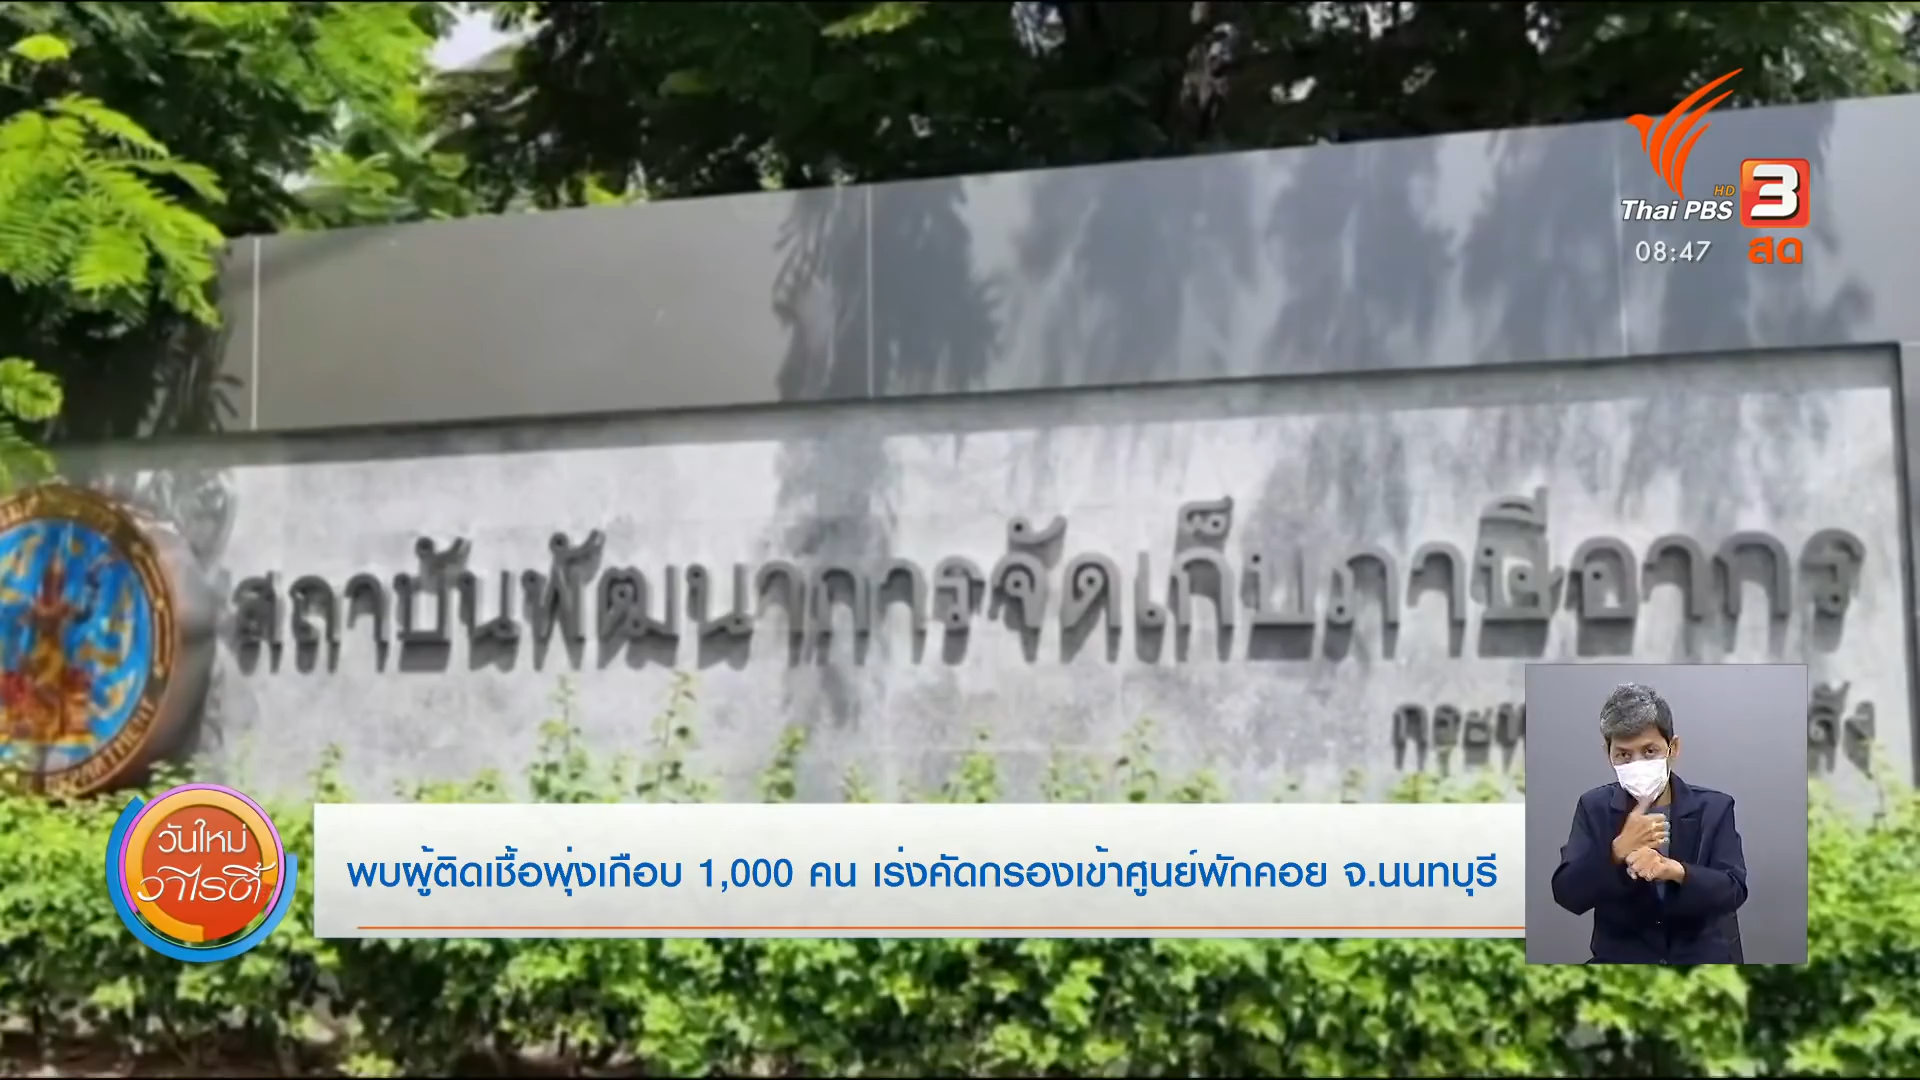 HD
Thai PBS 3
08:47 สด
สถาบันพัฒนาการจัดเก็บภาษีอากร
วันใหม่
วาไรตี้
พบผู้ติดเชื้อพุ่งเกือบ 1,000 คน เร่งคัดกรองเข้าศูนย์พักคอย จ.นนทบุรี